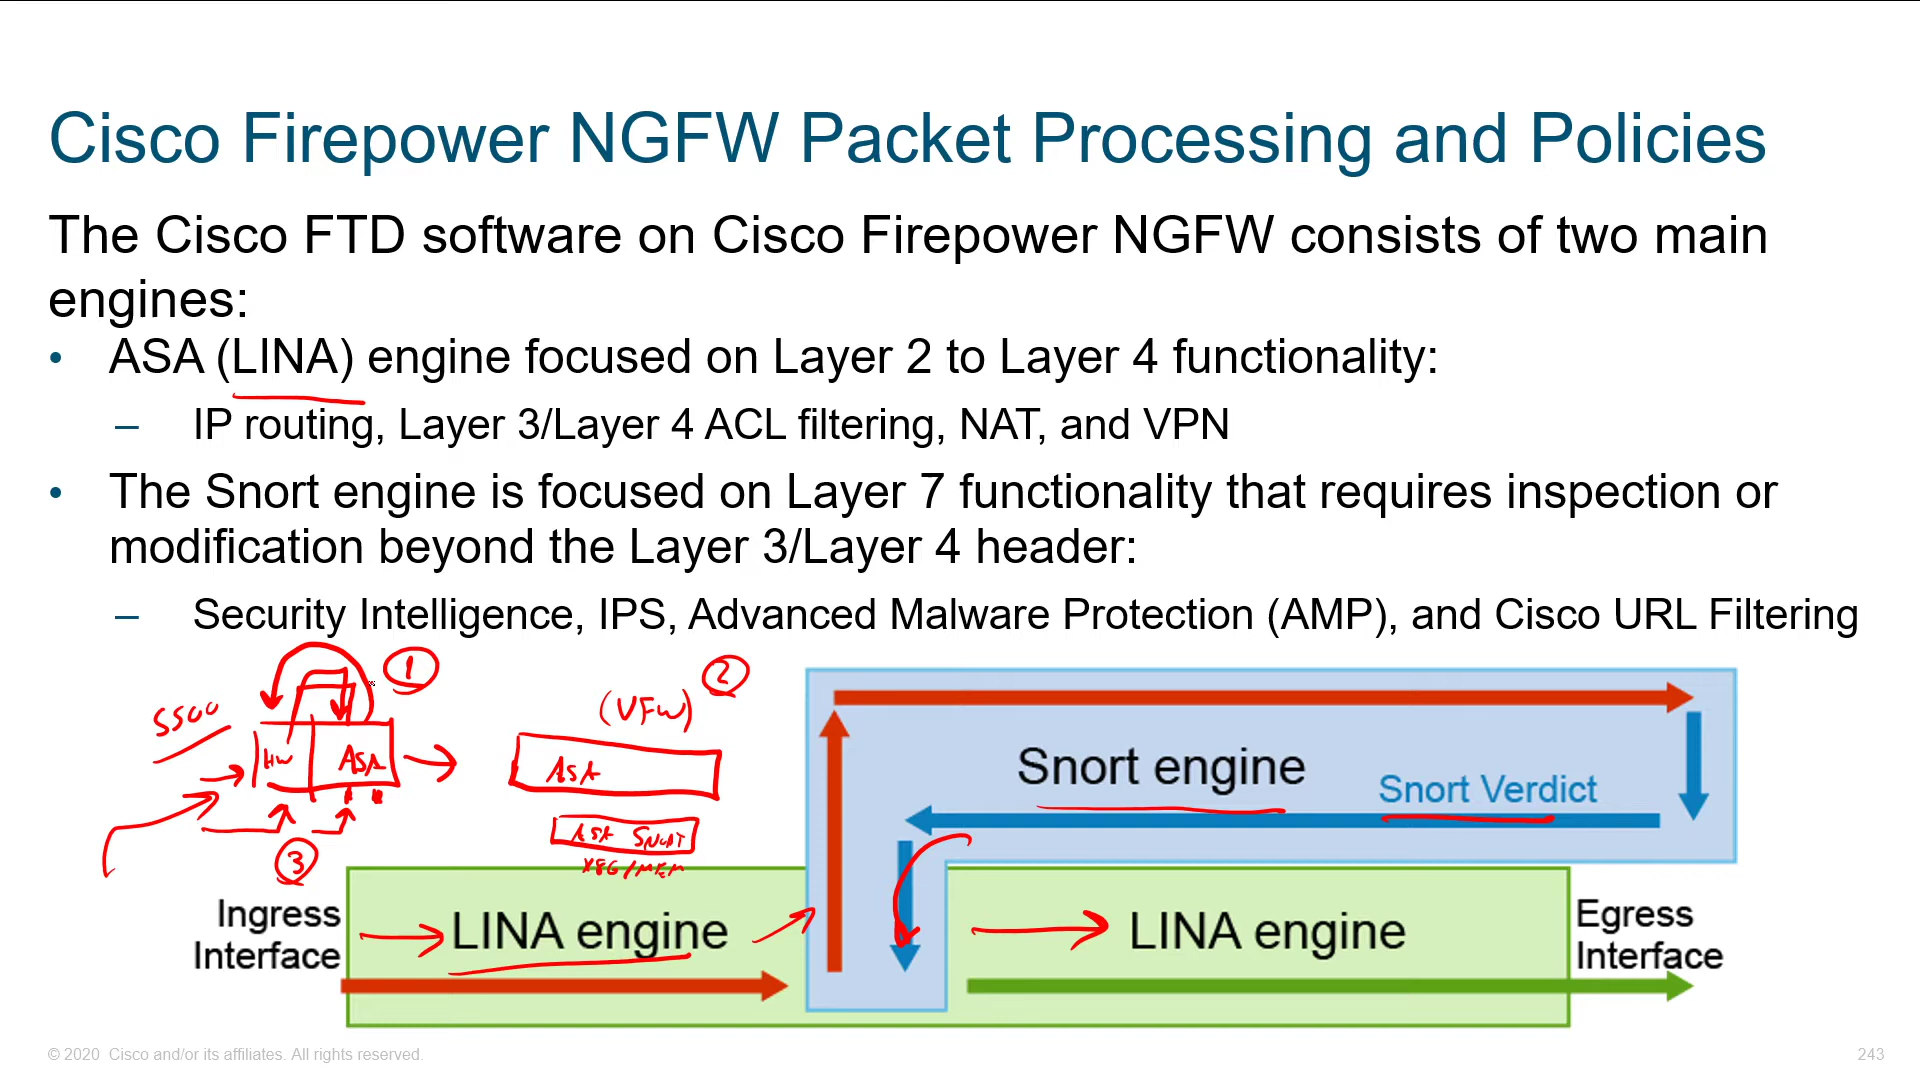 Cisco Firepower NGFW Packet Processing and Policies
The Cisco FTD software on Cisco Firepower NGFW consists of two main
engines:
• ASA (LINA) engine focused on Layer 2 to Layer 4 functionality:
– IP routing, Layer 3/Layer 4 ACL filtering, NAT, and VPN
• The Snort engine is focused on Layer 7 functionality that requires inspection or
modification beyond the Layer 3/Layer 4 header:
– Security Intelligence, IPS, Advanced Malware Protection (AMP), and Cisco URL Filtering
1
2
5500
(VFW)
HW
ASA
ASA
ASA SNORT
X86/MEM
3
Snort engine
Snort Verdict
Ingress
Interface
LINA engine
LINA engine
Egress
Interface
© 2020 Cisco and/or its affiliates. All rights reserved.
243